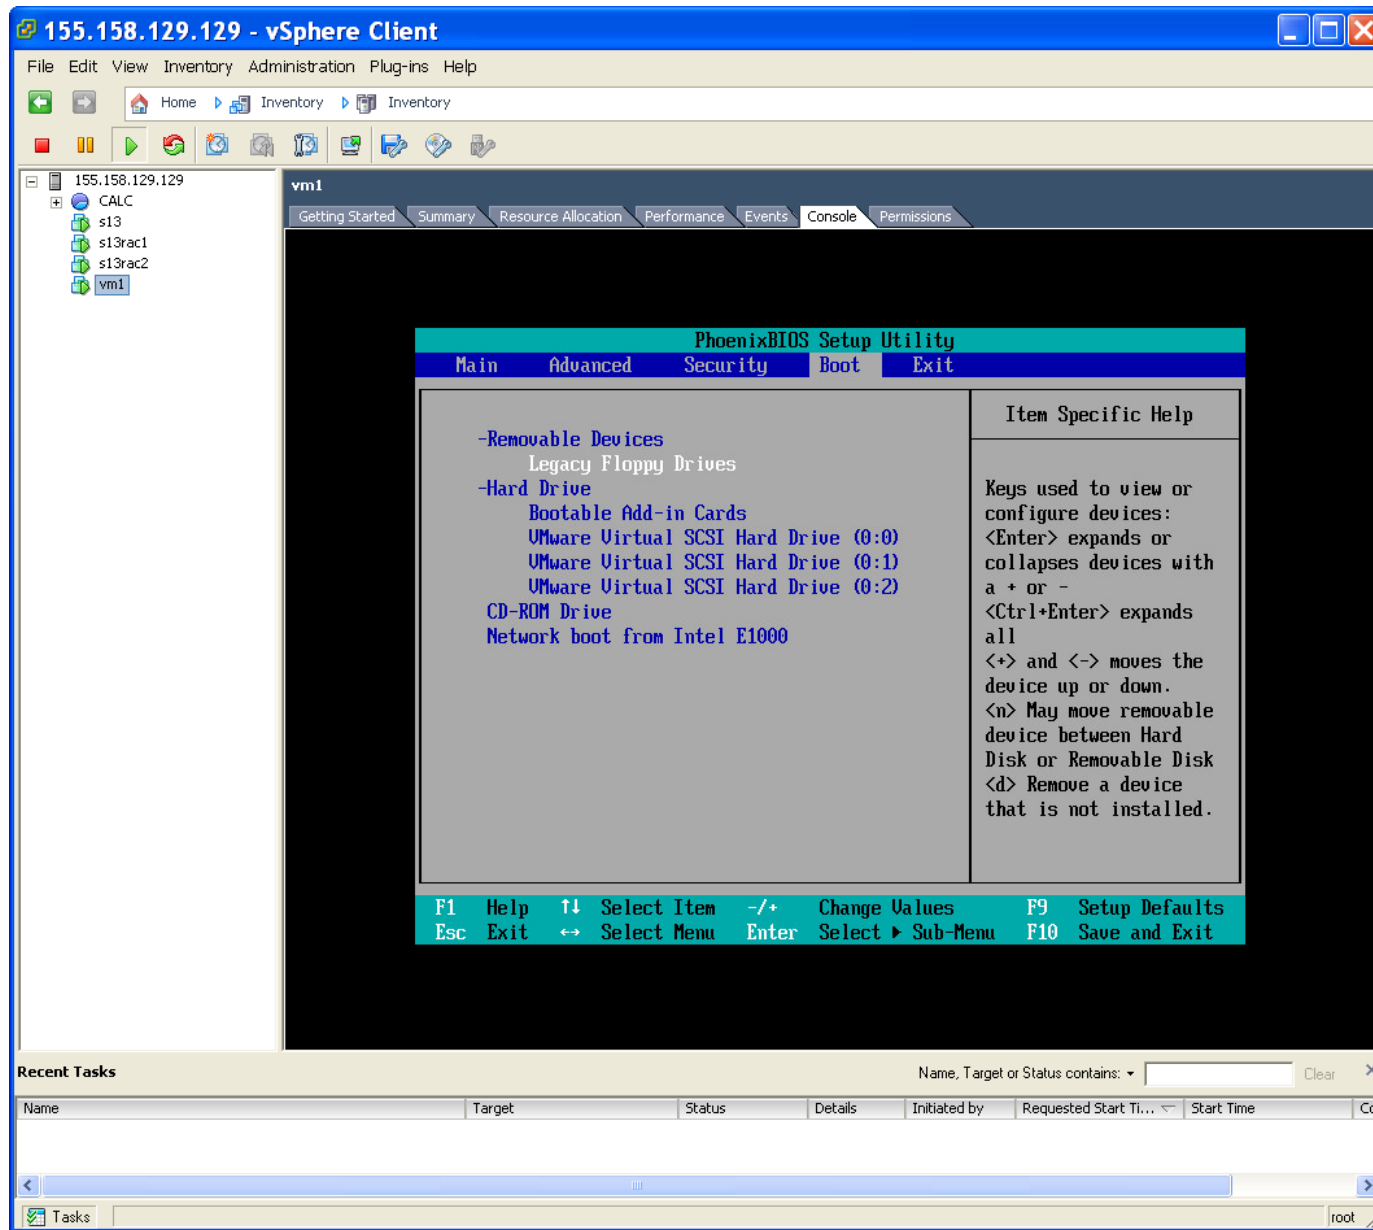 155.158.129.129 - vSphere Client
File Edit View Inventory Administration Plug-ins Help
Home Inventory Inventory
155.158.129.129
CALC
s13
s13rac1
s13rac2
vm1
vm1
Getting Started Summary Resource Allocation Performance Events Console Permissions
PhoenixBIOS Setup Utility
Main Advanced Security Boot Exit
-Removable Devices
Legacy Floppy Drives
-Hard Drive
Bootable Add-in Cards
VMware Virtual SCSI Hard Drive (0:0)
VMware Virtual SCSI Hard Drive (0:1)
VMware Virtual SCSI Hard Drive (0:2)
CD-ROM Drive
Network boot from Intel E1000
Item Specific Help
Keys used to view or
configure devices:
<Enter> expands or
collapses devices with
a + or -
<Ctrl+Enter> expands
all
<+> and <-> moves the
device up or down.
<n> May move removable
device between Hard
Disk or Removable Disk
<d> Remove a device
that is not installed.
F1 Help ↑↓ Select Item -/+ Change Values F9 Setup Defaults
Esc Exit ↔ Select Menu Enter Select ▶ Sub-Menu F10 Save and Exit
Recent Tasks
Name, Target or Status contains: Clear
Name Target Status Details Initiated by Requested Start Ti... Start Time
Tasks
root